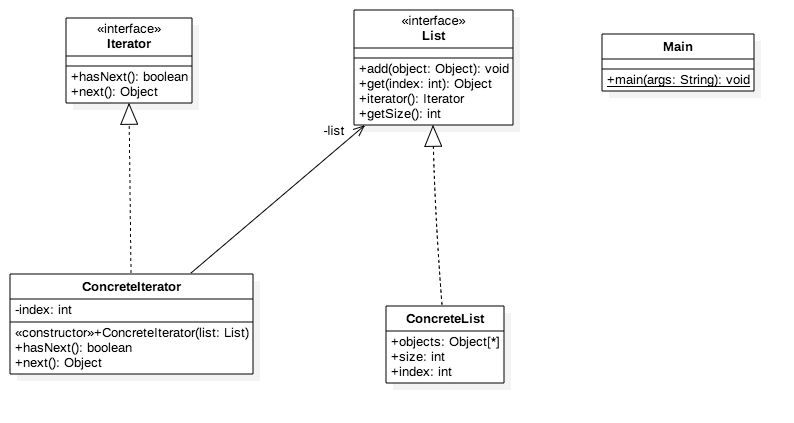 «interface»
Iterator
+hasNext(): boolean
+next(): Object
«interface»
List
+add(object: Object): void
+get(index: int): Object
+iterator(): Iterator
+getSize(): int
Main
+main(args: String): void
-list
ConcreteIterator
-index: int
«constructor»+ConcreteIterator(list: List)
+hasNext(): boolean
+next(): Object
ConcreteList
+objects: Object[*]
+size: int
+index: int